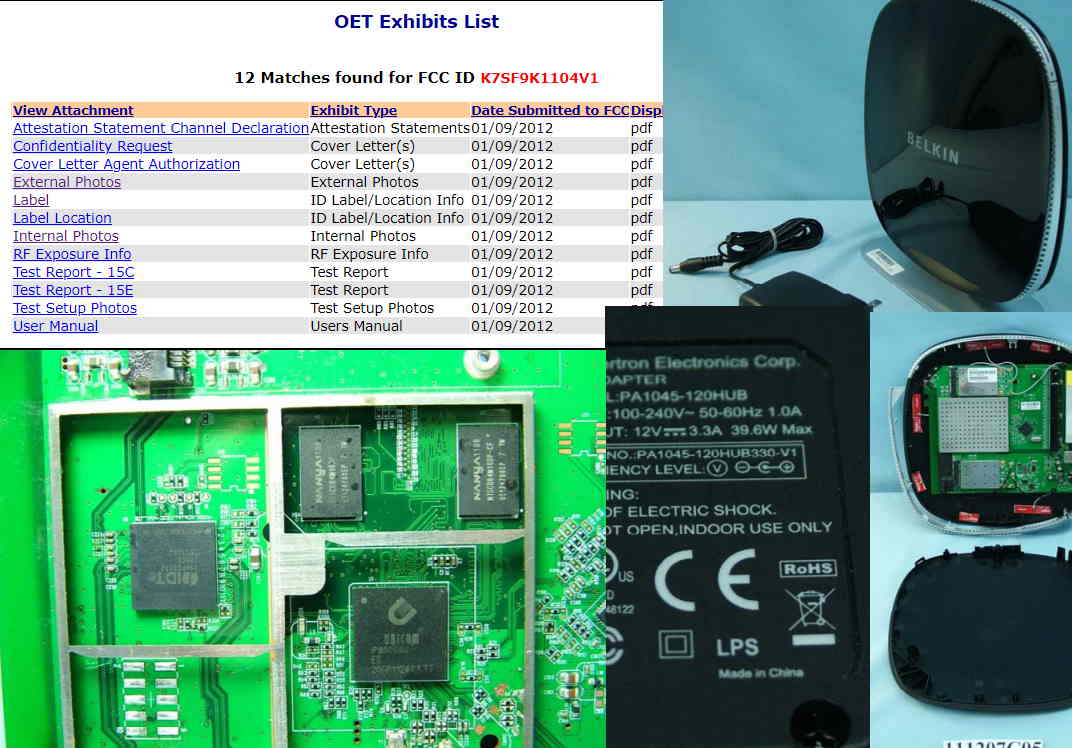 OET Exhibits List
12 Matches found for FCC ID K7SF9K1104V1
View Attachment Exhibit Type Date Submitted to FCC Displ
Attestation Statement Channel Declaration Attestation Statements 01/09/2012 pdf
Confidentiality Request Cover Letter(s) 01/09/2012 pdf
Cover Letter Agent Authorization Cover Letter(s) 01/09/2012 pdf
External Photos External Photos 01/09/2012 pdf
Label ID Label/Location Info 01/09/2012 pdf
Label Location ID Label/Location Info 01/09/2012 pdf
Internal Photos Internal Photos 01/09/2012 pdf
RF Exposure Info RF Exposure Info 01/09/2012 pdf
Test Report - 15C Test Report 01/09/2012 pdf
Test Report - 15E Test Report 01/09/2012 pdf
Test Setup Photos Test Setup Photos 01/09/2012 pdf
User Manual Users Manual 01/09/2012
BELKIN
rtron Electronics Corp.
DAPTER
L:PA1045-120HUB
:100-240V~ 50-60Hz 1.0A
UT: 12V 3.3A 39.6W Max
NO.:PA1045-120HUB330-V1
IENCY LEVEL: V
ING:
OF ELECTRIC SHOCK.
OT OPEN,INDOOR USE ONLY
US
CE
RoHS
D
P48122
LPS
Made in China
NANYA
NANYA
IDT
ubicom
111207C05